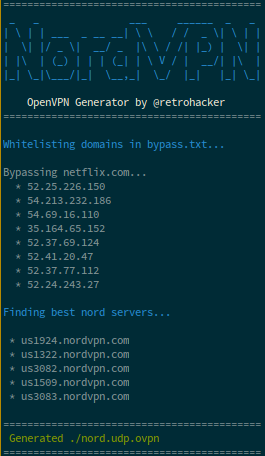 NordVPN
OpenVPN Generator by @retrohacker
Whitelisting domains in bypass.txt...
Bypassing netflix.com...
* 52.25.226.150
* 54.213.232.186
* 54.69.16.110
* 35.164.65.152
* 52.37.69.124
* 52.41.20.47
* 52.37.77.112
* 52.24.243.27
Finding best nord servers...
* us1924.nordvpn.com
* us1322.nordvpn.com
* us3082.nordvpn.com
* us1509.nordvpn.com
* us3083.nordvpn.com
Generated ./nord.udp.ovpn